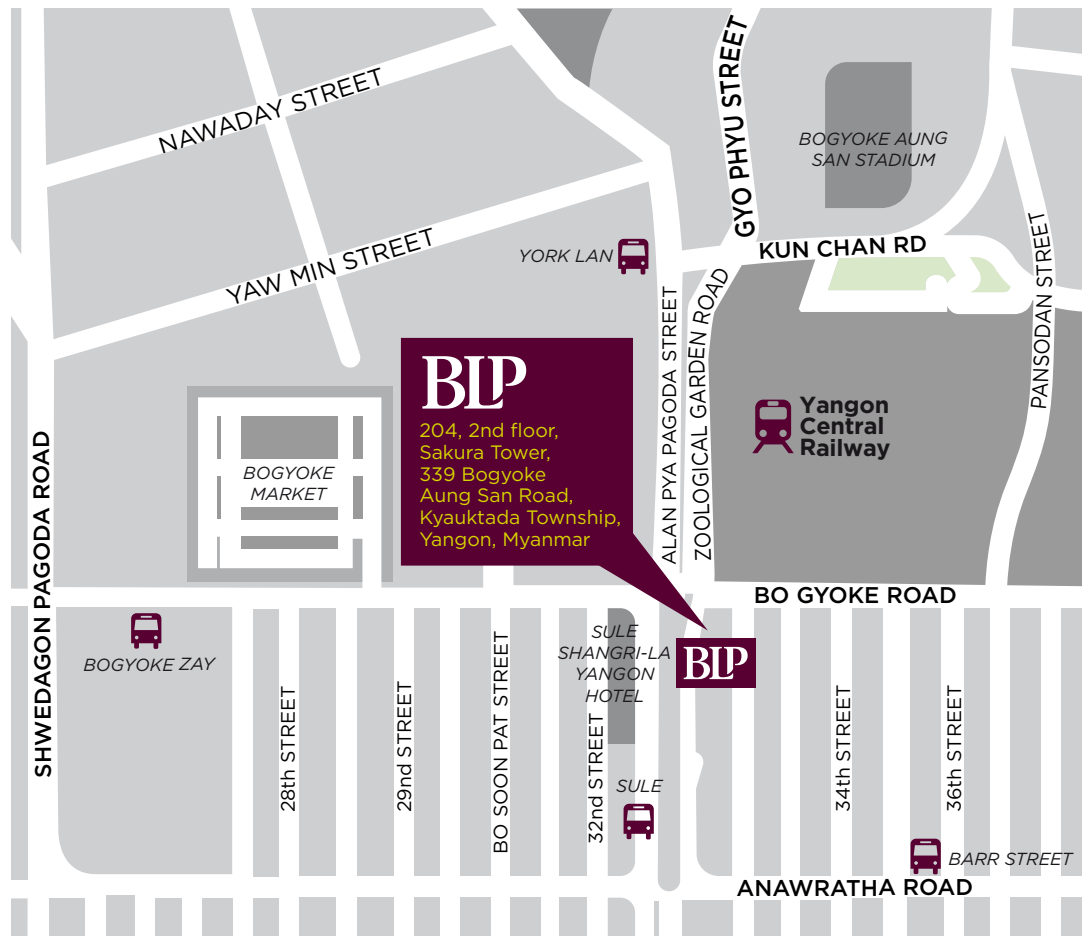 NAWADAY STREET
GYO PHYU STREET
BOGYOKE AUNG
SAN STADIUM
YAW MIN STREET
YORK LAN
KUN CHAN RD
PANSODAN STREET
ALAN PYA PAGODA STREET
ZOOLOGICAL GARDEN ROAD
BLP
204, 2nd floor,
Sakura Tower,
339 Bogyoke
Aung San Road,
Kyauktada Township,
Yangon, Myanmar
Yangon
Central
Railway
SHWEDAGON PAGODA ROAD
BOGYOKE
MARKET
BO GYOKE ROAD
BOGYOKE ZAY
SULE
SHANGRI-LA
YANGON
HOTEL
BLP
28th STREET
29nd STREET
BO SOON PAT STREET
32nd STREET
SULE
34th STREET
36th STREET
BARR STREET
ANAWRATHA ROAD